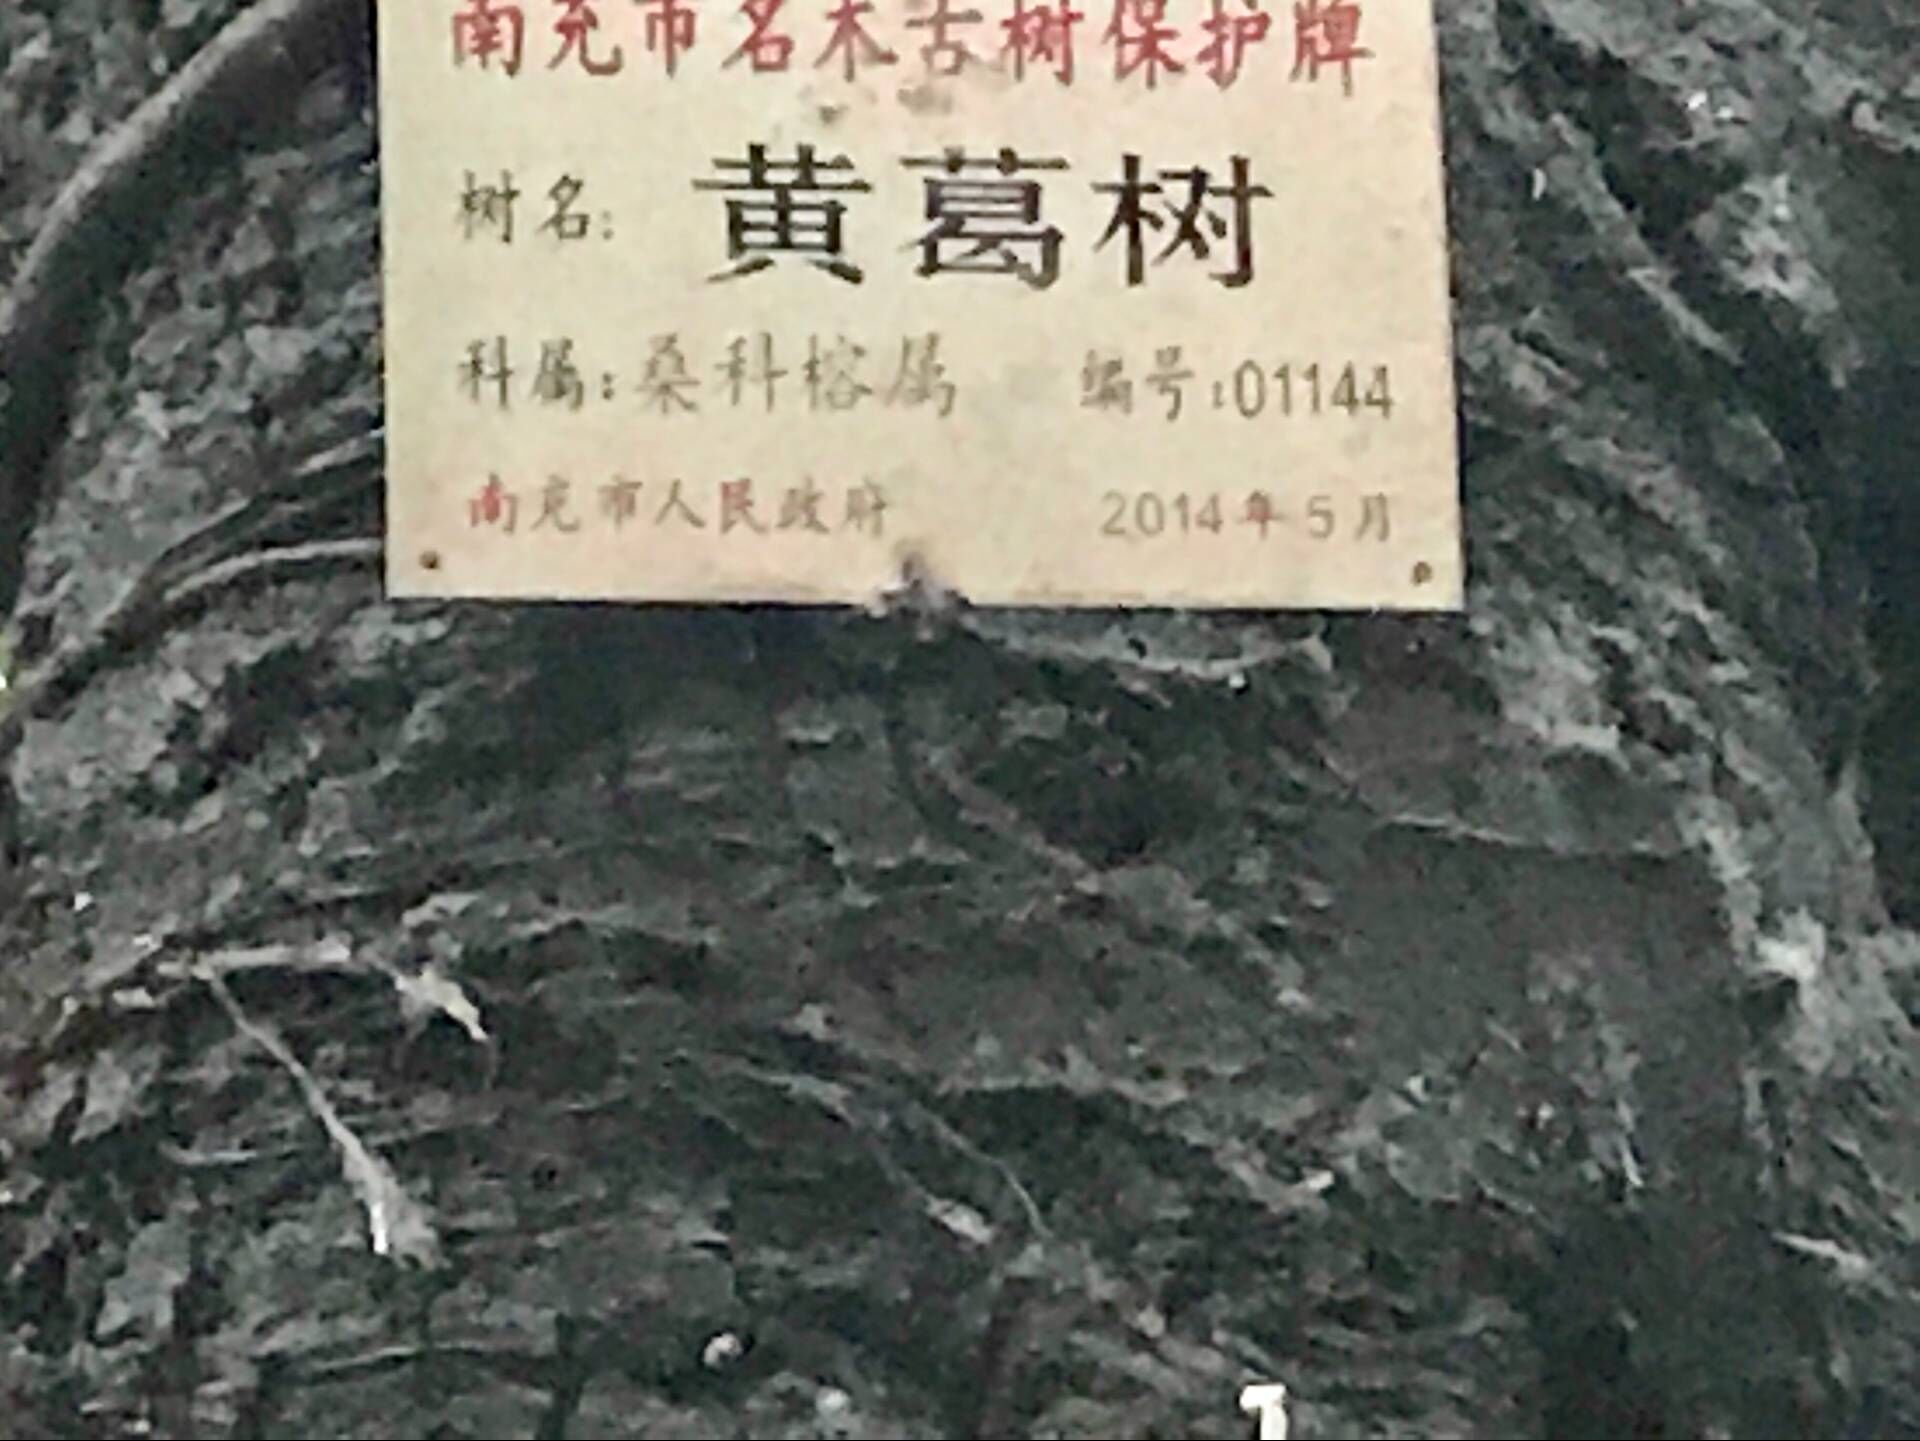 南充市名木古树保护牌
树名: 黄葛树
科属:桑科榕属 编号:01144
南充市人民政府 2014年5月